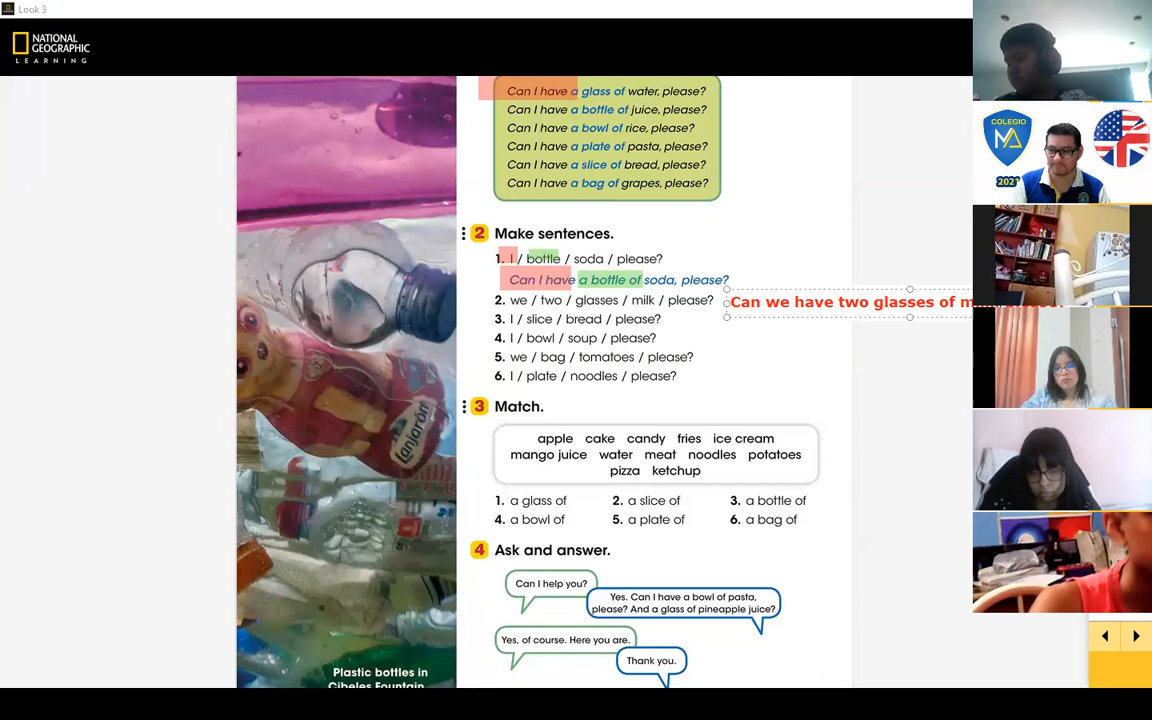 Look 3
NATIONAL
GEOGRAPHIC
LEARNING
Can I have a glass of water, please?
Can I have a bottle of juice, please?
Can I have a bowl of rice, please?
Can I have a plate of pasta, please?
Can I have a slice of bread, please?
Can I have a bag of grapes, please?
2 Make sentences.
1. I / bottle / soda / please?
Can I have a bottle of soda, please?
2. we / two / glasses / milk / please?
Can we have two glasses of
3. I / slice / bread / please?
4. I / bowl / soup / please?
5. we / bag / tomatoes / please?
6. I / plate / noodles / please?
3 Match.
apple cake candy fries ice cream
mango juice water meat noodles potatoes
pizza ketchup
1. a glass of 2. a slice of 3. a bottle of
4. a bowl of 5. a plate of 6. a bag of
4 Ask and answer.
Can I help you?
Yes. Can I have a bowl of pasta,
please? And a glass of pineapple juice?
Yes, of course. Here you are.
Thank you.
Plastic bottles in
Cibeles Fountain
Lanjarón
COLEGIO
MA
2021